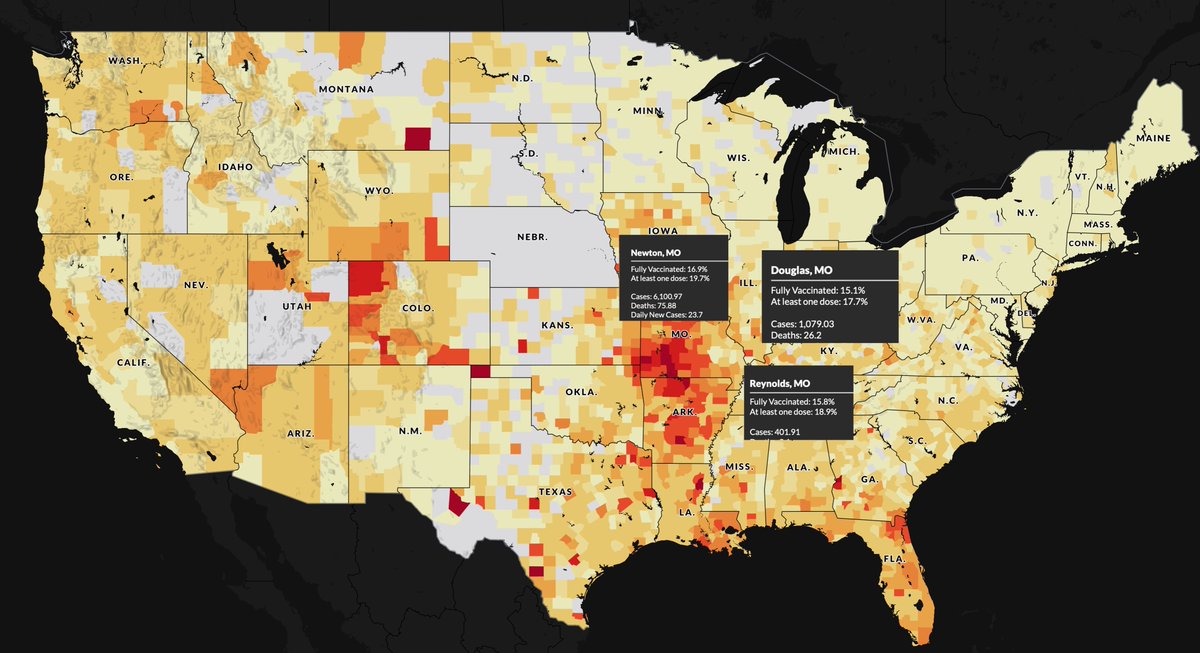 WASH.
MONTANA
N.D.
MINN.
MAINE
ORE.
IDAHO
S.D.
WIS.
MICH.
VT.
N.H.
WYO.
N.Y.
MASS.
CONN.
NEBR.
IOWA
PA.
N.J.
NEV.
UTAH
COLO.
ILL.
MD.
DEL.
Newton, MO
Fully Vaccinated: 16.9%
At least one dose: 19.7%
Cases: 6,100.97
Deaths: 75.88
Daily New Cases: 23.7
Douglas, MO
Fully Vaccinated: 15.1%
At least one dose: 17.7%
Cases: 1,079.03
Deaths: 26.2
CALIF.
KANS.
MO.
KY.
W.VA.
VA.
Reynolds, MO
Fully Vaccinated: 15.8%
At least one dose: 18.9%
Cases: 401.91
ARIZ.
N.M.
OKLA.
ARK.
N.C.
S.C.
TEXAS
LA.
MISS.
ALA.
GA.
FLA.